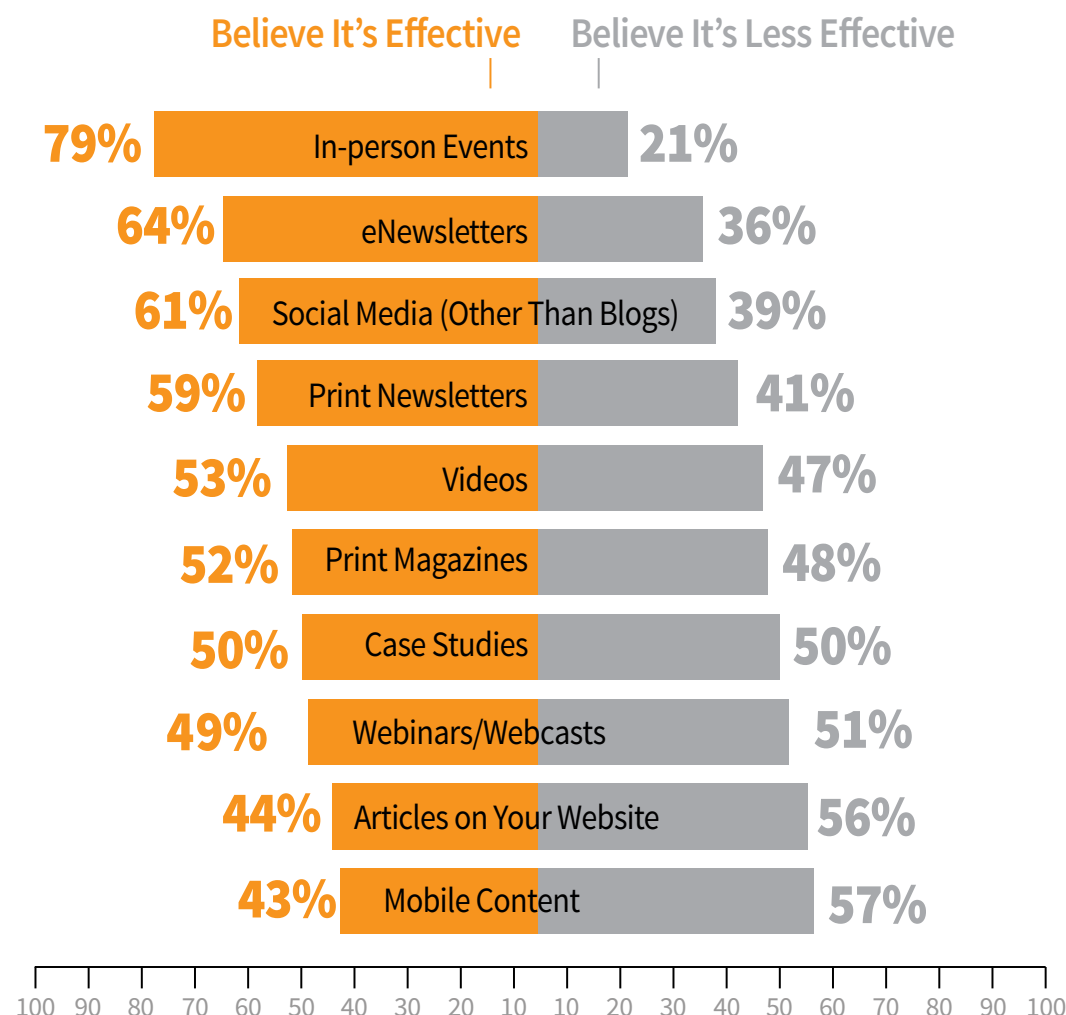 Believe It’s Effective Believe It’s Less Effective
79% In-person Events 21%
64% eNewsletters 36%
61% Social Media (Other Than Blogs) 39%
59% Print Newsletters 41%
53% Videos 47%
52% Print Magazines 48%
50% Case Studies 50%
49% Webinars/Webcasts 51%
44% Articles on Your Website 56%
43% Mobile Content 57%
100 90 80 70 60 50 40 30 20 10 10 20 30 40 50 60 70 80 90 100